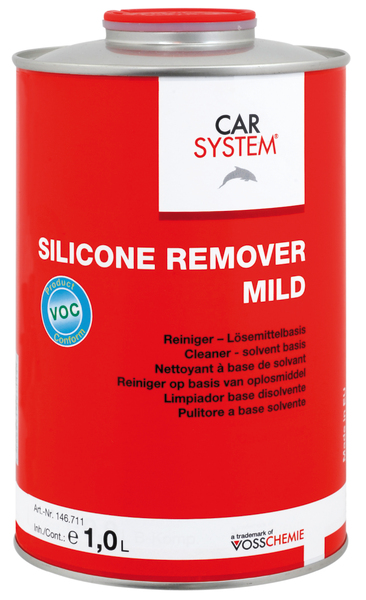 CAR
SYSTEM®
SILICONE REMOVER
MILD
Product
VOC
Conform
Reiniger – Lösemittelbasis
Cleaner - solvent basis
Nettoyant à base de solvant
Reiniger op basis van oplosmiddel
Limpiador base disolvente
Pulitore a base solvente
Made in EU
Art.-Nr. 146.711
Inh./Cont.: ℮ 1,0 L
a trademark of
VOSSCHEMIE